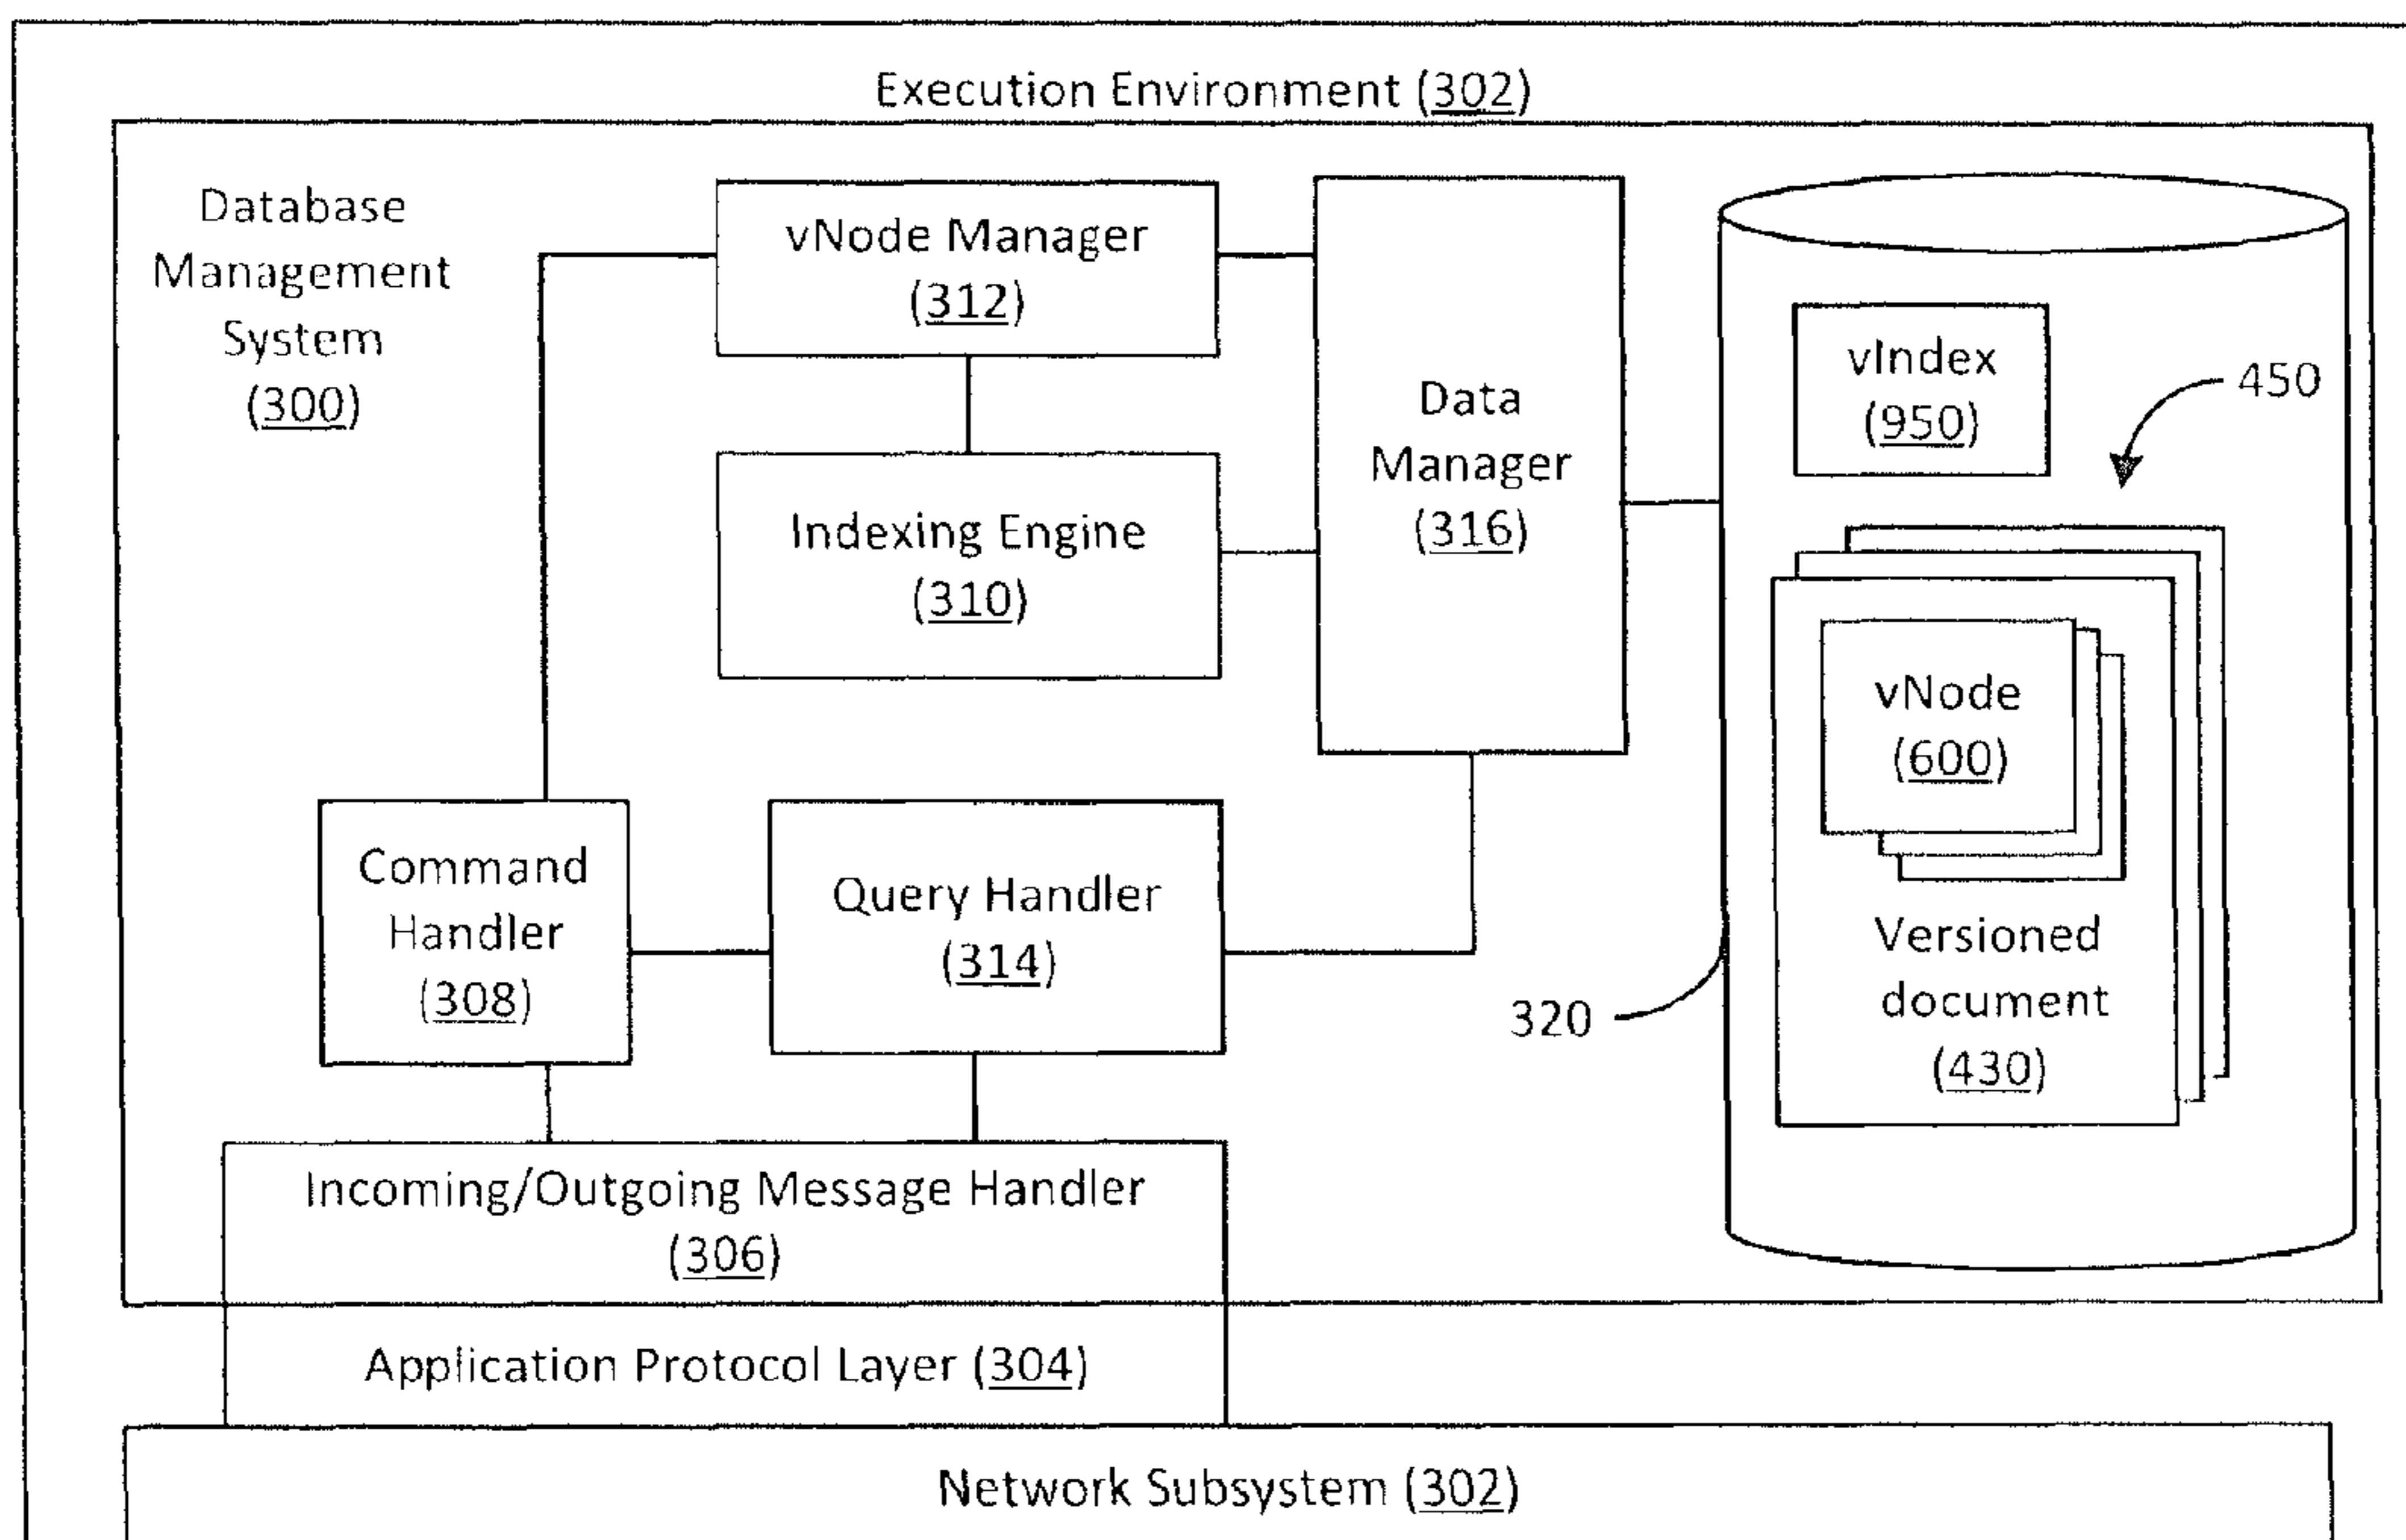 Execution Environment (302)
Database
Management
System
(300)
vNode Manager
(312)
Indexing Engine
(310)
Data
Manager
(316)
vIndex
(950)
450
vNode
(600)
Versioned
document
(430)
320
Command
Handler
(308)
Query Handler
(314)
Incoming/Outgoing Message Handler
(306)
Application Protocol Layer (304)
Network Subsystem (302)